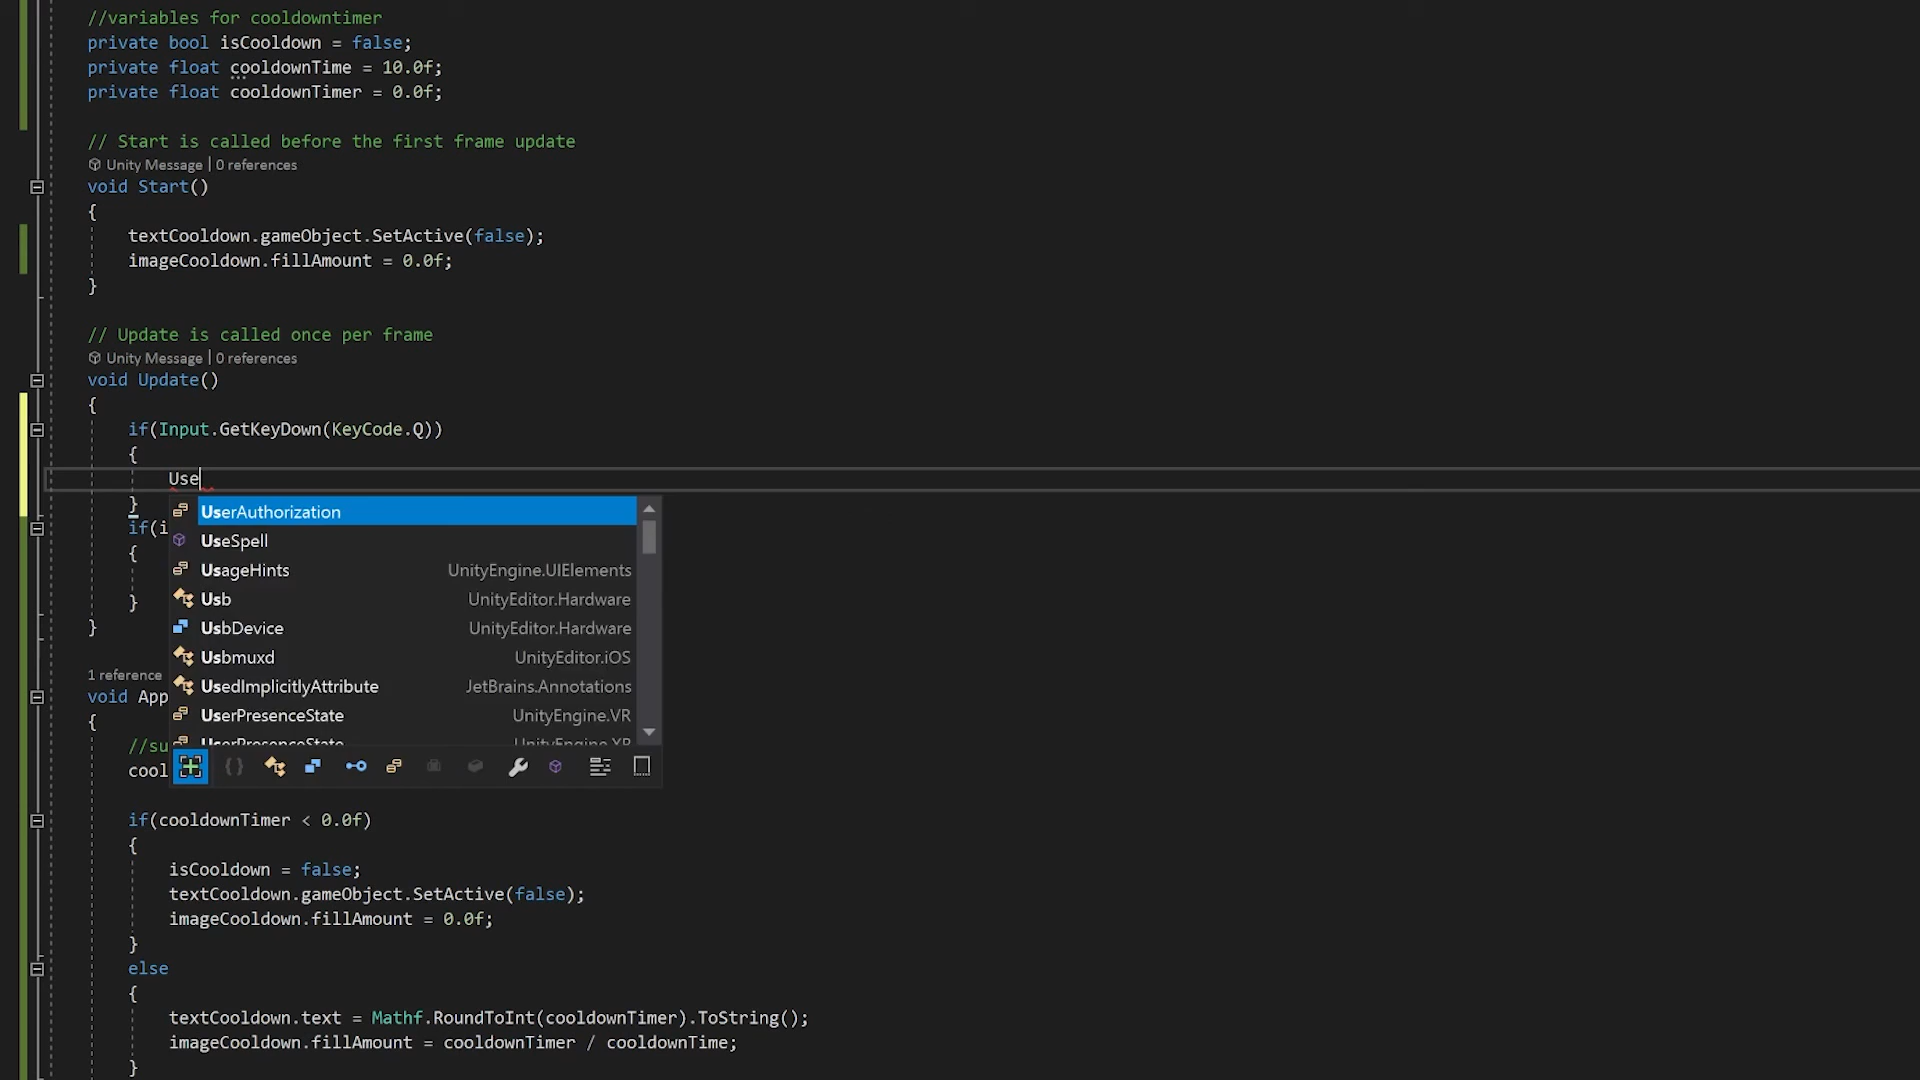 //variables for cooldowntimer
private bool isCooldown = false;
private float cooldownTime = 10.0f;
private float cooldownTimer = 0.0f;
// Start is called before the first frame update
Unity Message | 0 references
void Start()
{
textCooldown.gameObject.SetActive(false);
imageCooldown.fillAmount = 0.0f;
}
// Update is called once per frame
Unity Message | 0 references
void Update()
{
if(Input.GetKeyDown(KeyCode.Q))
{
Use
}
UserAuthorization
if(i
UseSpell
{
UsageHints UnityEngine.UIElements
Usb UnityEditor.Hardware
}
UsbDevice UnityEditor.Hardware
}
Usbmuxd UnityEditor.iOS
1 reference
UsedImplicitlyAttribute JetBrains.Annotations
void App
UserPresenceState UnityEngine.VR
{
UserPresenceState UnityEngine.XR
//su
cool
if(cooldownTimer < 0.0f)
{
isCooldown = false;
textCooldown.gameObject.SetActive(false);
imageCooldown.fillAmount = 0.0f;
}
else
{
textCooldown.text = Mathf.RoundToInt(cooldownTimer).ToString();
imageCooldown.fillAmount = cooldownTimer / cooldownTime;
}